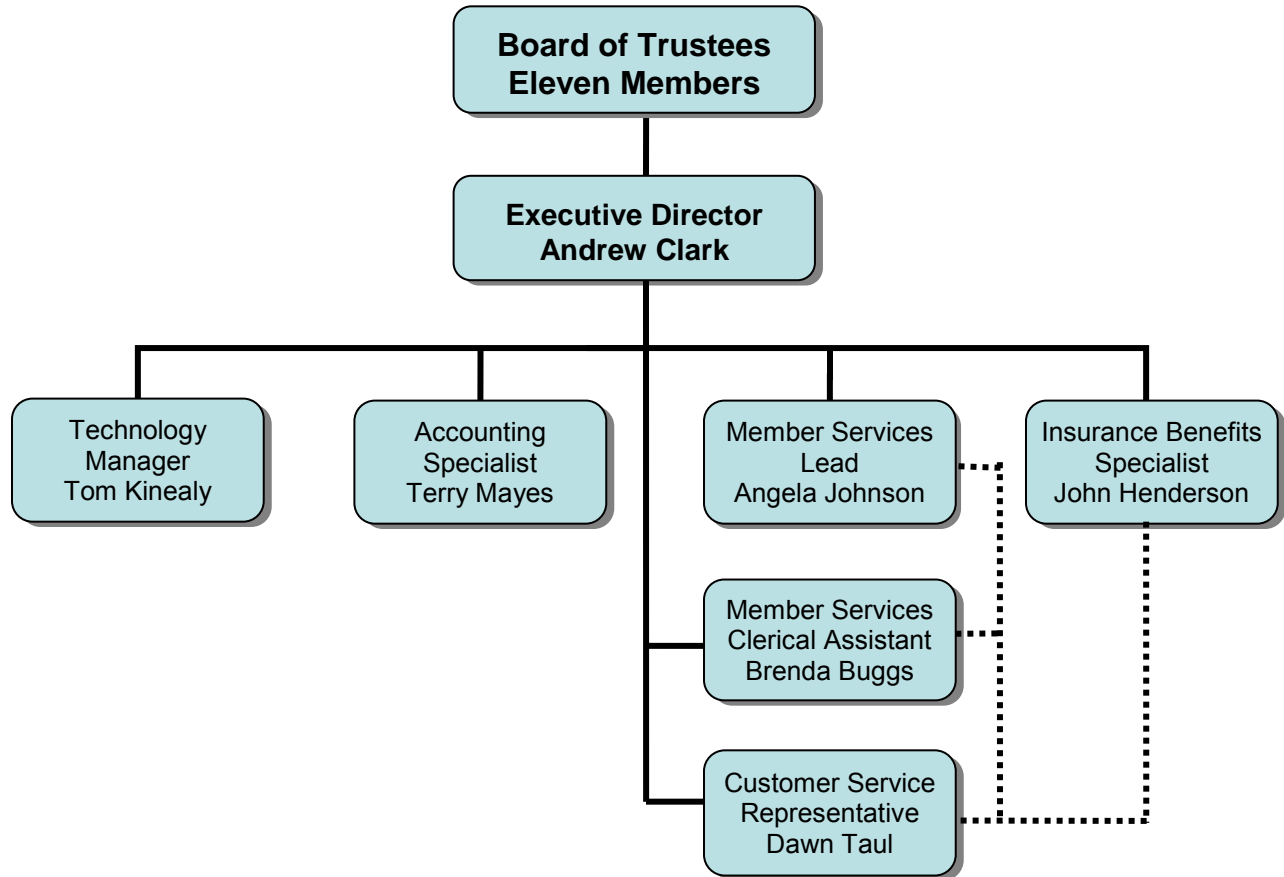 Board of Trustees
Eleven Members
Executive Director
Andrew Clark
Technology
Manager
Tom Kinealy
Accounting
Specialist
Terry Mayes
Member Services
Lead
Angela Johnson
Insurance Benefits
Specialist
John Henderson
Member Services
Clerical Assistant
Brenda Buggs
Customer Service
Representative
Dawn Taul